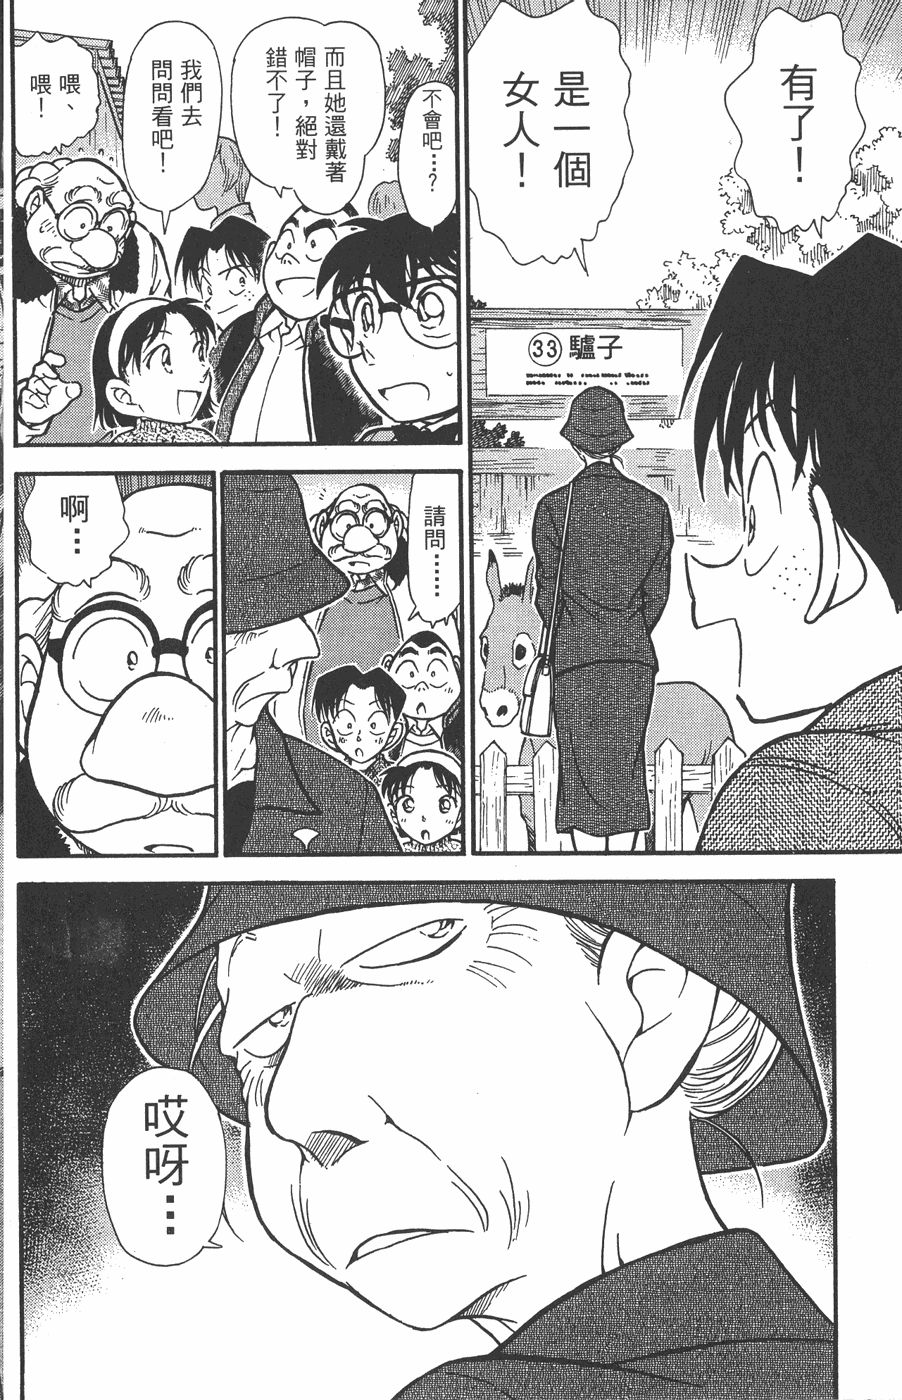 有了！
是一個
女人！
㉝驢子
不會吧…？
而且她還戴著
帽子，絕對
錯不了！
我們去
問問看吧！
喂、
喂！
請問……
啊…
哎呀…